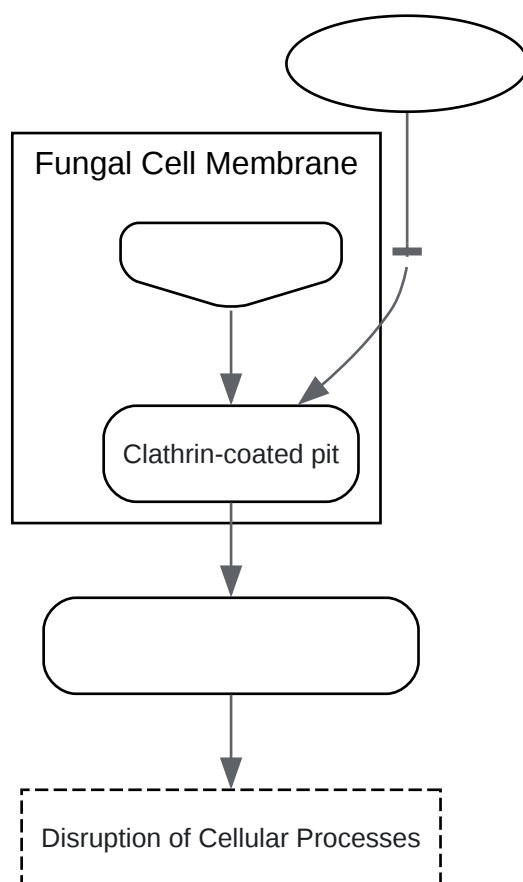 Fungal Cell Membrane
Clathrin-coated pit
Disruption of Cellular Processes